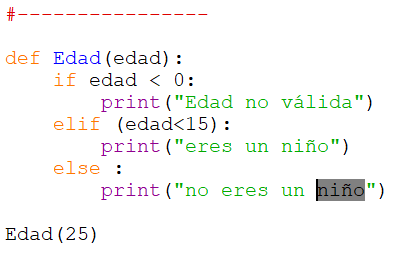 #----------------
def Edad(edad):
    if edad < 0:
        print("Edad no válida")
    elif (edad<15):
        print("eres un niño")
    else :
        print("no eres un niño")
Edad(25)